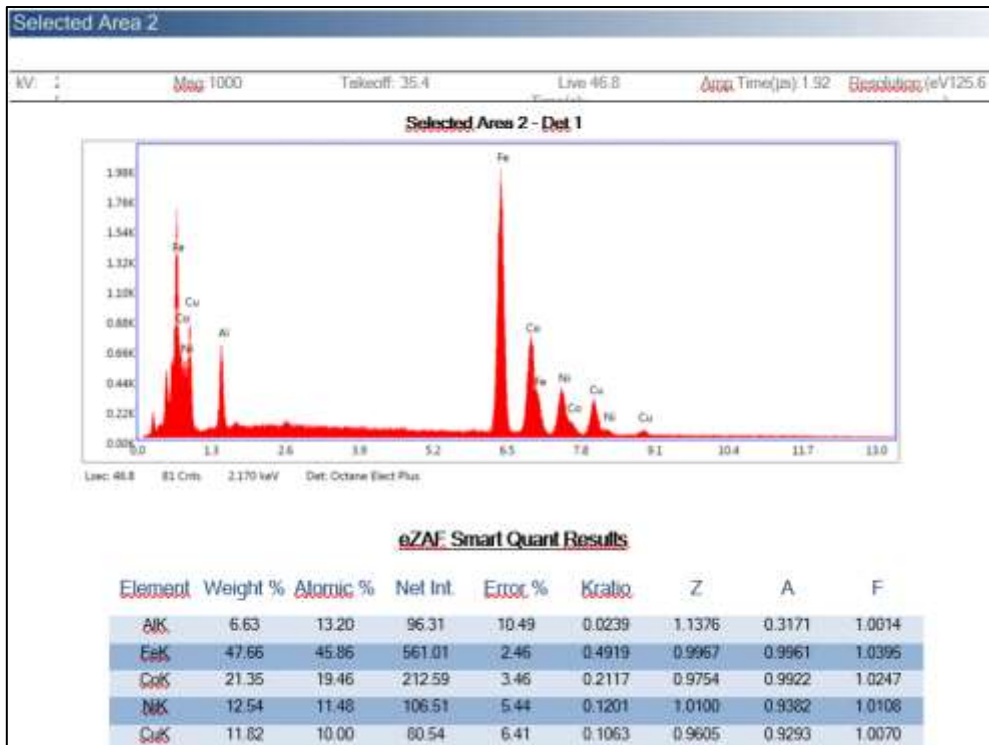 Selected Area 2
kV: Mag: 1000 Takeoff: 35.4 Live 46.8 Amp Time(µs): 1.92 Resolution:(eV 125.6
Selected Area 2 - Det 1
Fe
1.98K
1.76K
1.54K
1.32K
1.10K
0.88K
0.66K
0.44K
0.22K
0.00K
Fe
Cu
Co
Ni
Al
Co
Fe
Ni
Co
Cu
Ni
Cu
0.0 1.3 2.6 3.9 5.2 6.5 7.8 9.1 10.4 11.7 13.0
Lsec: 46.8 81 Cnts 2.170 keV Det: Octane Elect Plus
eZAF Smart Quant Results
Element Weight % Atomic % Net Int. Error % Kratio Z A F
AlK 6.63 13.20 96.31 10.49 0.0239 1.1376 0.3171 1.0014
FeK 47.66 45.86 561.01 2.46 0.4919 0.9967 0.9961 1.0395
CoK 21.35 19.46 212.59 3.46 0.2117 0.9754 0.9922 1.0247
NiK 12.54 11.48 106.51 5.44 0.1201 1.0100 0.9382 1.0108
CuK 11.82 10.00 80.54 6.41 0.1063 0.9605 0.9293 1.0070